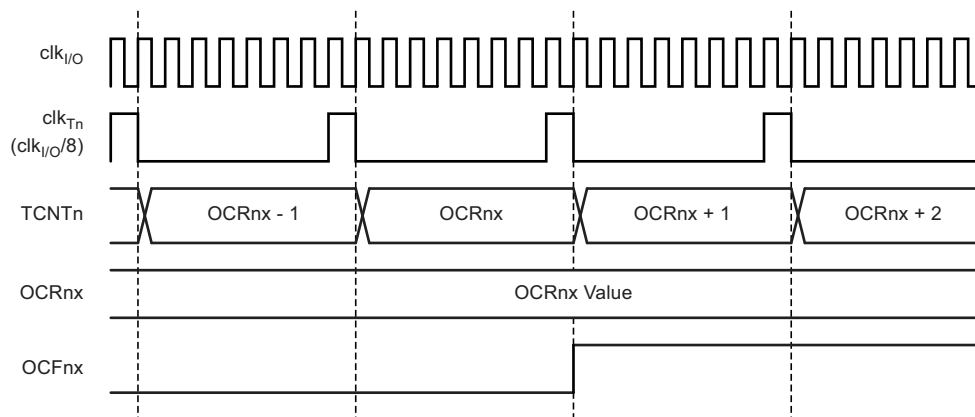 clkI/O
clkTn
(clkI/O/8)
TCNTn
OCRnx - 1
OCRnx
OCRnx + 1
OCRnx + 2
OCRnx
OCRnx Value
OCFnx